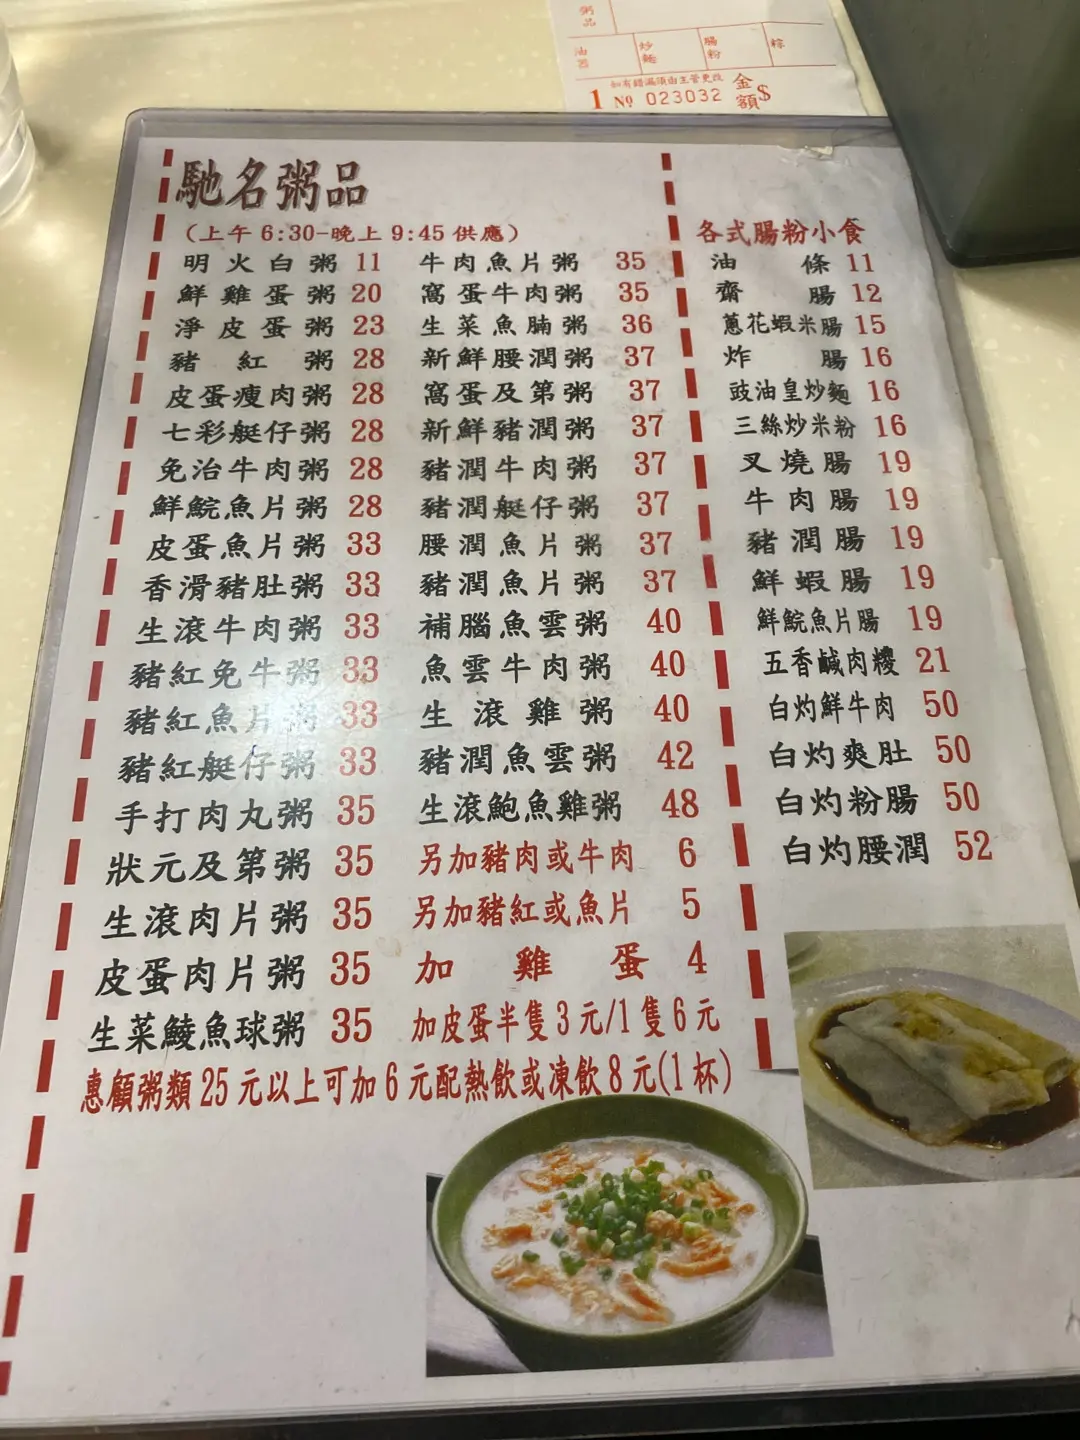 粥品
油器 炒麵 腸粉 粽
如有錯漏須由主管更改
1 № 023032 金額$
馳名粥品
(上午 6:30-晚上 9:45 供應)
明火白粥 11
鮮雞蛋粥 20
淨皮蛋粥 23
豬紅粥 28
皮蛋瘦肉粥 28
七彩艇仔粥 28
免治牛肉粥 28
鮮鯇魚片粥 28
皮蛋魚片粥 33
香滑豬肚粥 33
生滾牛肉粥 33
豬紅免牛粥 33
豬紅魚片粥 33
豬紅艇仔粥 33
手打肉丸粥 35
狀元及第粥 35
生滾肉片粥 35
皮蛋肉片粥 35
生菜鯪魚球粥 35
牛肉魚片粥 35
窩蛋牛肉粥 35
生菜魚腩粥 36
新鮮腰潤粥 37
窩蛋及第粥 37
新鮮豬潤粥 37
豬潤牛肉粥 37
豬潤艇仔粥 37
腰潤魚片粥 37
豬潤魚片粥 37
補腦魚雲粥 40
魚雲牛肉粥 40
生滾雞粥 40
豬潤魚雲粥 42
生滾鮑魚雞粥 48
另加豬肉或牛肉 6
另加豬紅或魚片 5
加雞蛋 4
加皮蛋半隻3元/1隻6元
惠顧粥類25元以上可加6元配熱飲或凍飲8元(1杯)
各式腸粉小食
油條 11
齋腸 12
蔥花蝦米腸 15
炸腸 16
豉油皇炒麵 16
三絲炒米粉 16
叉燒腸 19
牛肉腸 19
豬潤腸 19
鮮蝦腸 19
鮮鯇魚片腸 19
五香鹹肉糭 21
白灼鮮牛肉 50
白灼爽肚 50
白灼粉腸 50
白灼腰潤 52